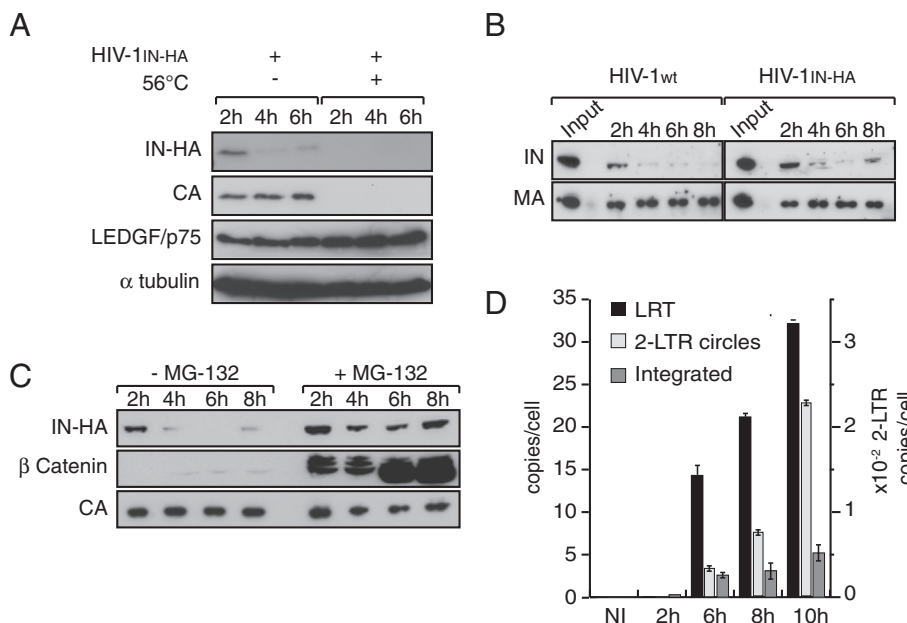 A
HIV-1IN-HA + +
56°C - +
2h 4h 6h 2h 4h 6h
IN-HA
CA
LEDGF/p75
α tubulin
B
HIV-1wt HIV-1IN-HA
Input 2h 4h 6h 8h Input 2h 4h 6h 8h
IN
MA
C
- MG-132 + MG-132
2h 4h 6h 8h 2h 4h 6h 8h
IN-HA
β Catenin
CA
D
LRT
2-LTR circles
Integrated
copies/cell
35
30
25
20
15
10
5
0
x10-2 2-LTR
copies/cell
3
2
1
0
NI 2h 6h 8h 10h